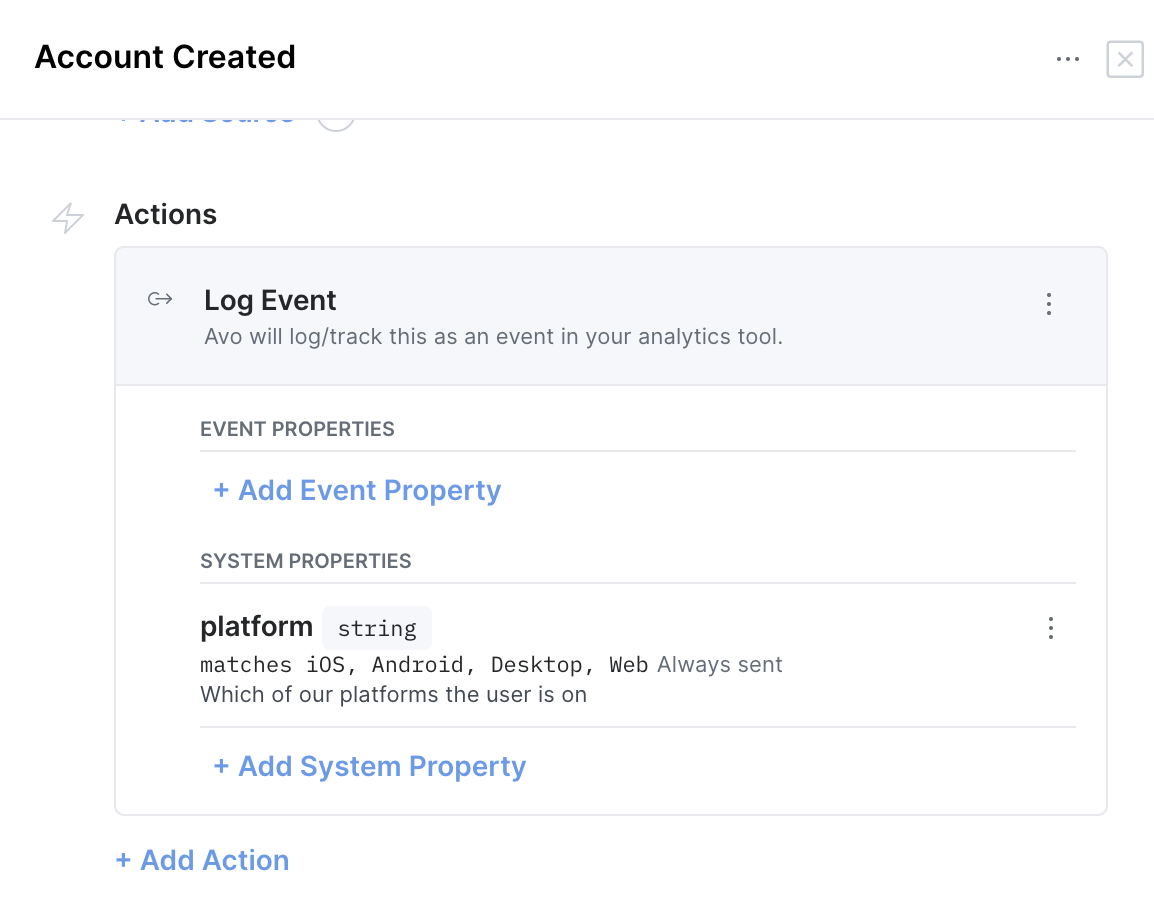 Account Created
+ Add Source
Actions
Log Event
Avo will log/track this as an event in your analytics tool.
EVENT PROPERTIES
+ Add Event Property
SYSTEM PROPERTIES
platform string
matches iOS, Android, Desktop, Web Always sent
Which of our platforms the user is on
+ Add System Property
+ Add Action